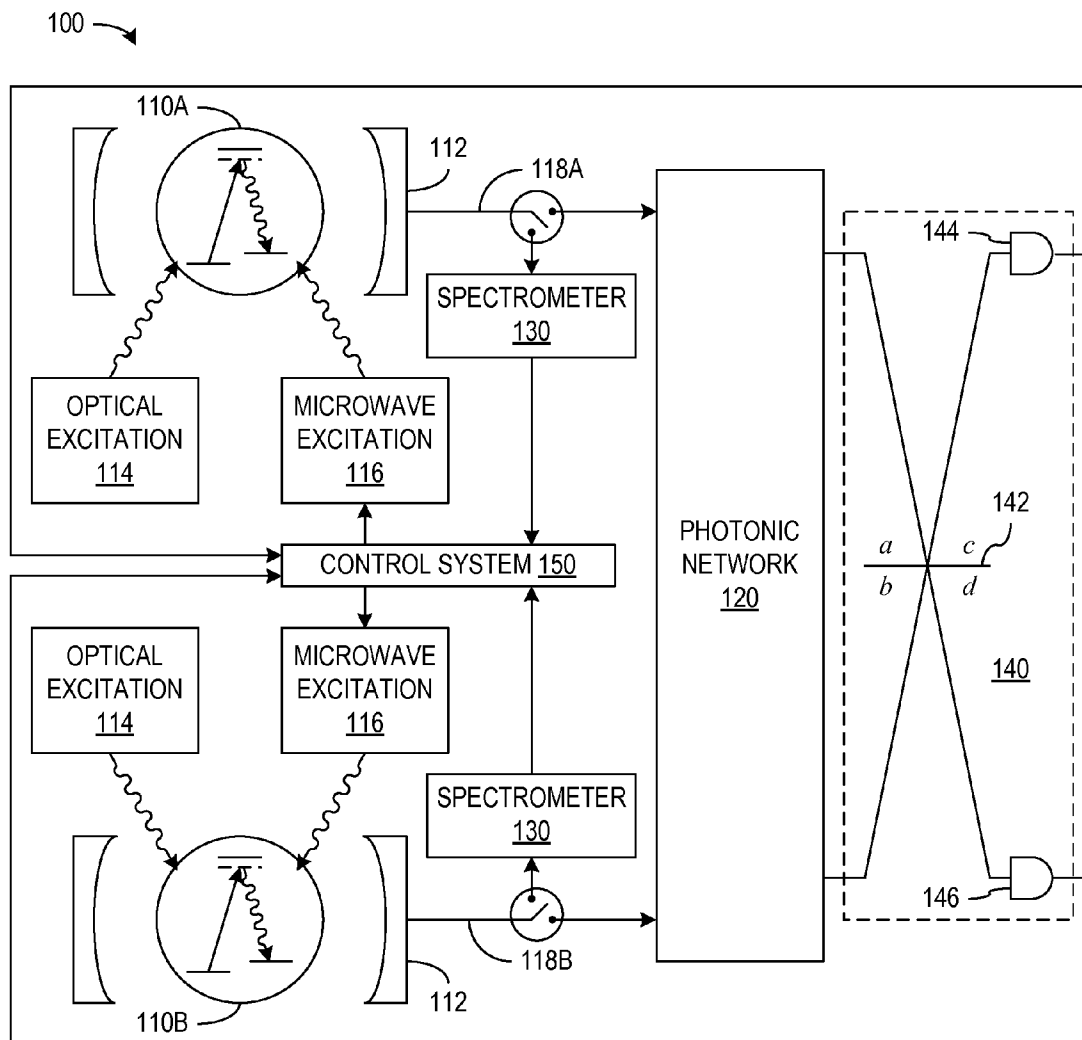 100
110A
112
118A
144
SPECTROMETER
130
OPTICAL
EXCITATION
114
MICROWAVE
EXCITATION
116
PHOTONIC
NETWORK
120
142
a
c
b
d
CONTROL SYSTEM 150
140
OPTICAL
EXCITATION
114
MICROWAVE
EXCITATION
116
SPECTROMETER
130
146
118B
112
110B